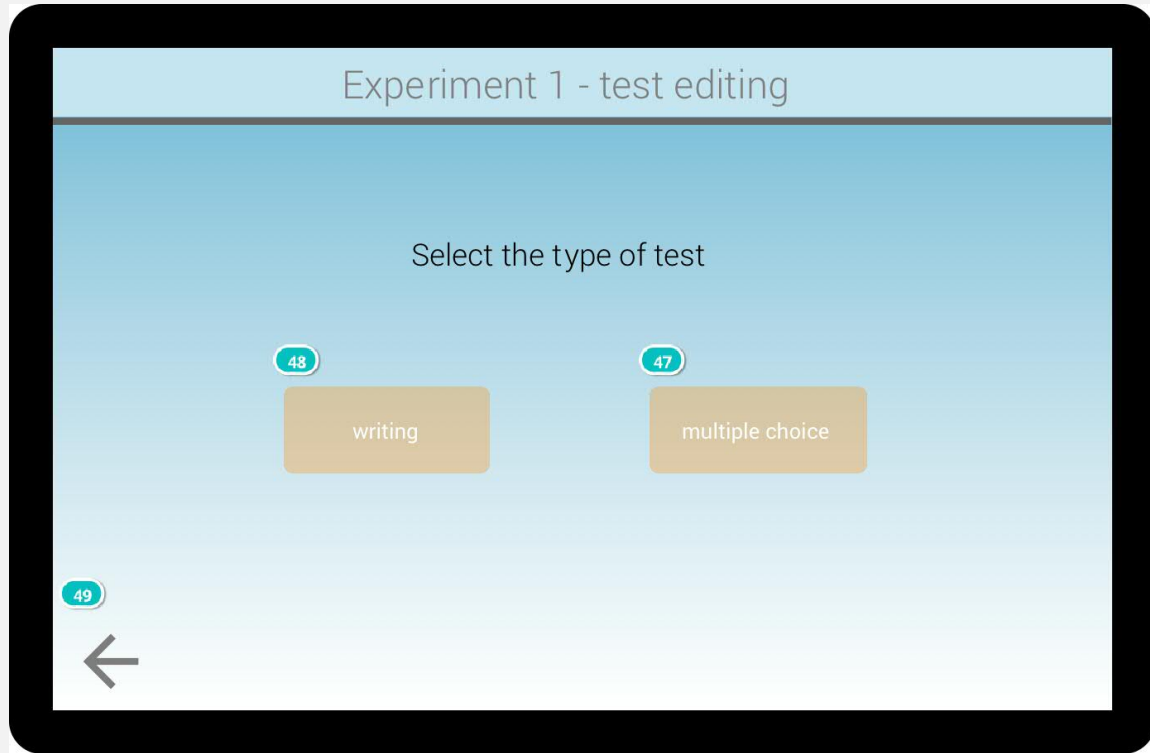 Experiment 1 - test editing
Select the type of test
48 47
writing multiple choice
49